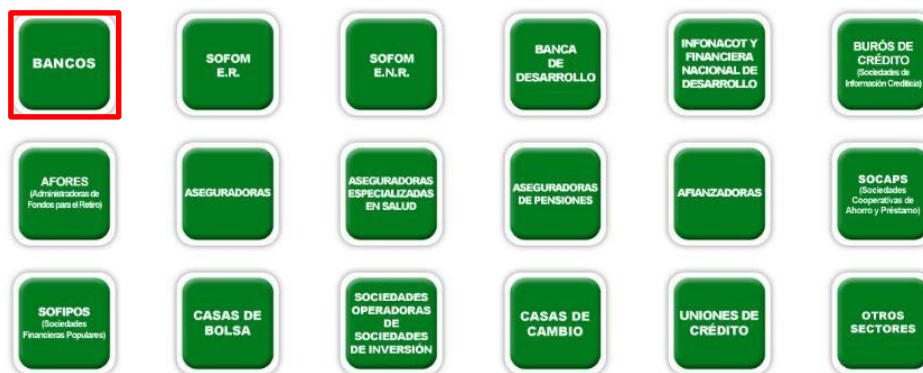 BANCOS
SOFOM
E.R.
SOFOM
E.N.R.
BANCA
DE
DESARROLLO
INFONACOT Y
FINANCIERA
NACIONAL DE
DESARROLLO
BURÓS DE
CRÉDITO
(Sociedades de
Información Crediticia)
AFORES
(Administradoras de
Fondos para el Retiro)
ASEGURADORAS
ASEGURADORAS
ESPECIALIZADAS
EN SALUD
ASEGURADORAS
DE PENSIONES
AFIANZADORAS
SOCAPS
(Sociedades
Cooperativas de
Ahorro y Préstamo)
SOFIPOS
(Sociedades
Financieras Populares)
CASAS DE
BOLSA
SOCIEDADES
OPERADORAS
DE
SOCIEDADES
DE INVERSIÓN
CASAS DE
CAMBIO
UNIONES DE
CRÉDITO
OTROS
SECTORES